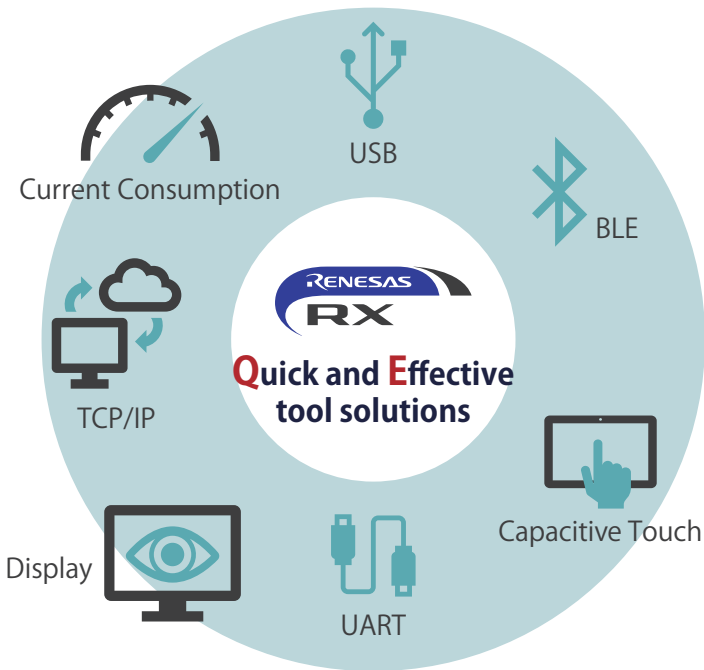 USB
Current Consumption
BLE
RENESAS
RX
Quick and Effective
tool solutions
TCP/IP
Capacitive Touch
Display
UART